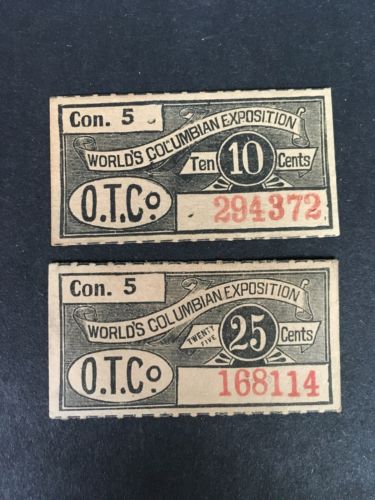 Con. 5
WORLD'S COLUMBIAN EXPOSITION
Ten 10 Cents
O.T.Co
294372
Con. 5
WORLD'S COLUMBIAN EXPOSITION
TWENTY FIVE 25 Cents
O.T.Co
168114